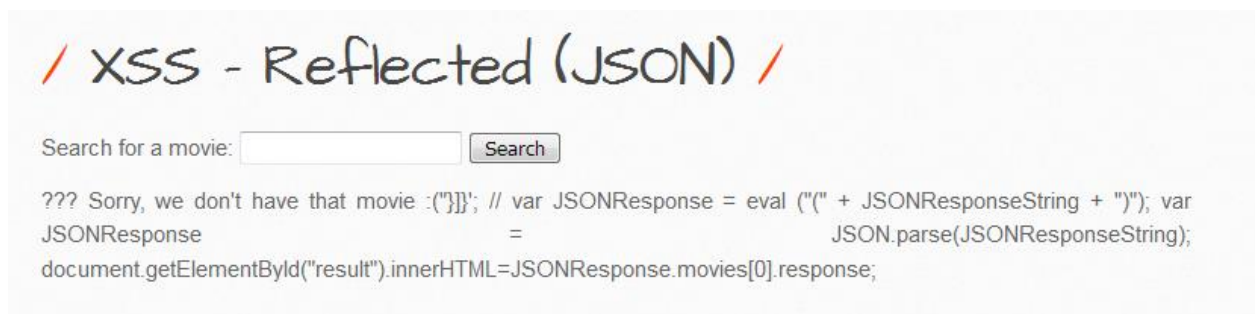 / XSS - Reflected (JSON) /
Search for a movie: Search
??? Sorry, we don't have that movie :("}]}'; // var JSONResponse = eval ("(" + JSONResponseString + ")"); var
JSONResponse = JSON.parse(JSONResponseString);
document.getElementById("result").innerHTML=JSONResponse.movies[0].response;